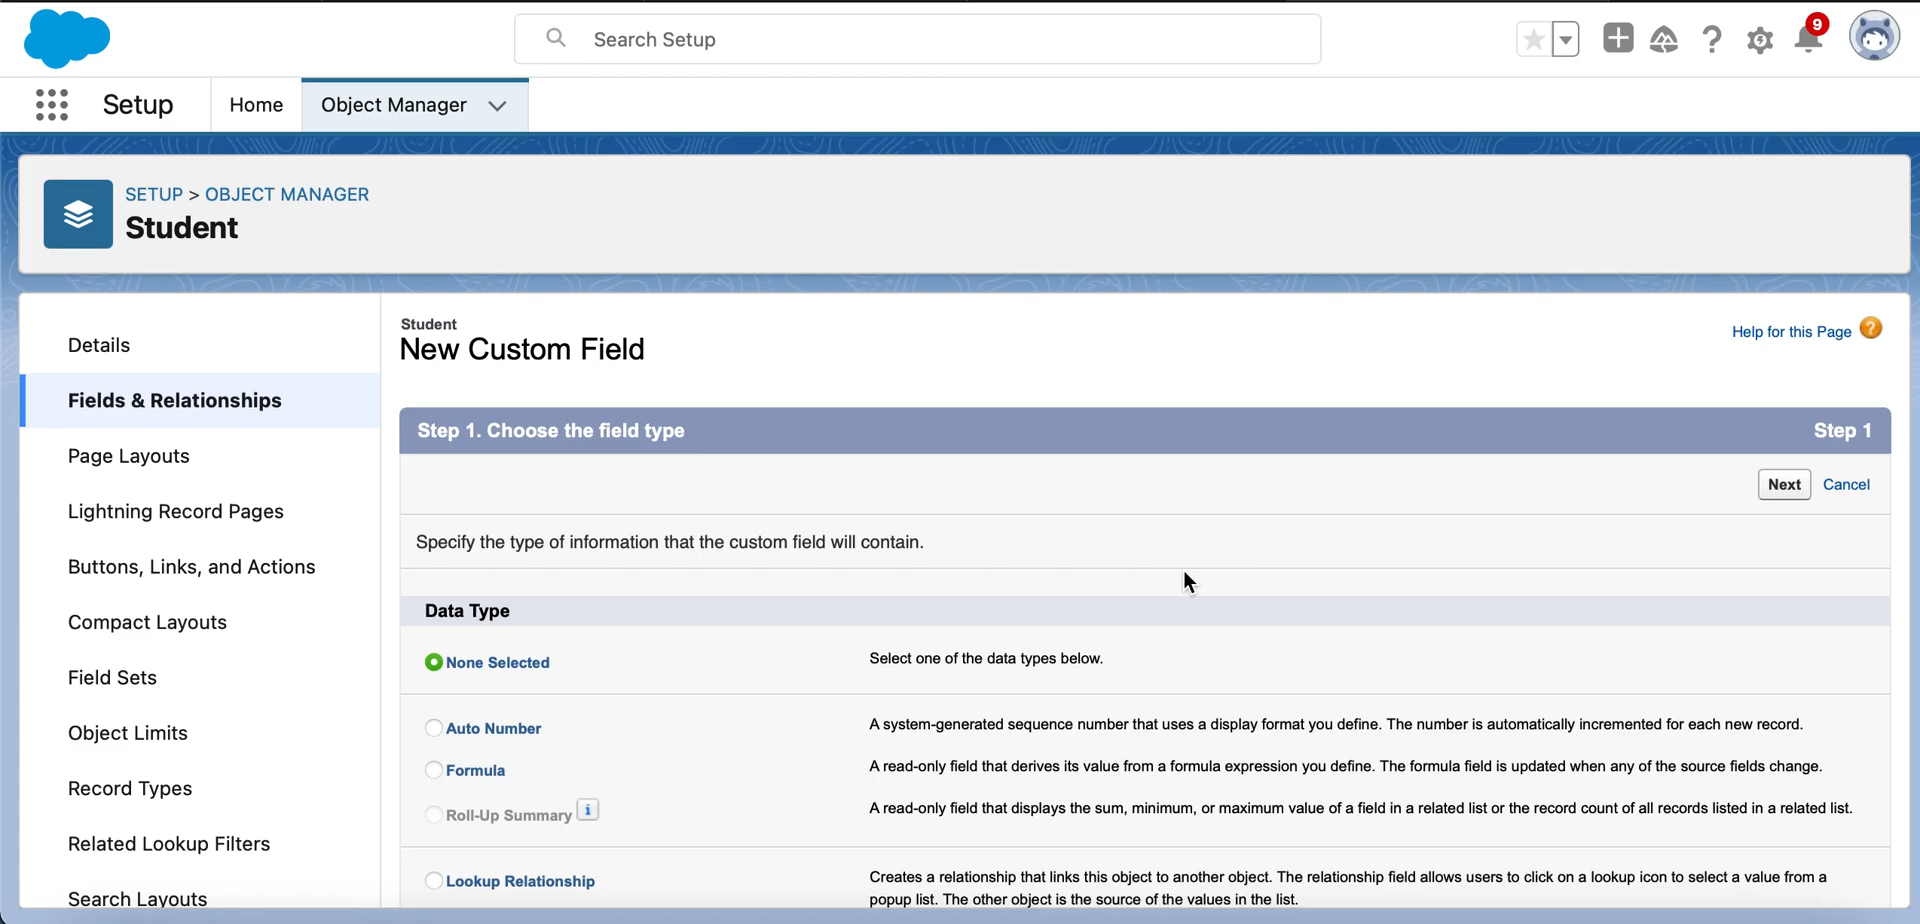 Search Setup
9
Setup
Home
Object Manager
SETUP > OBJECT MANAGER
Student
Details
Fields & Relationships
Page Layouts
Lightning Record Pages
Buttons, Links, and Actions
Compact Layouts
Field Sets
Object Limits
Record Types
Related Lookup Filters
Search Layouts
Student
New Custom Field
Help for this Page ?
Step 1. Choose the field type
Step 1
Next
Cancel
Specify the type of information that the custom field will contain.
Data Type
None Selected
Select one of the data types below.
Auto Number
A system-generated sequence number that uses a display format you define. The number is automatically incremented for each new record.
Formula
A read-only field that derives its value from a formula expression you define. The formula field is updated when any of the source fields change.
Roll-Up Summary i
A read-only field that displays the sum, minimum, or maximum value of a field in a related list or the record count of all records listed in a related list.
Lookup Relationship
Creates a relationship that links this object to another object. The relationship field allows users to click on a lookup icon to select a value from a
popup list. The other object is the source of the values in the list.